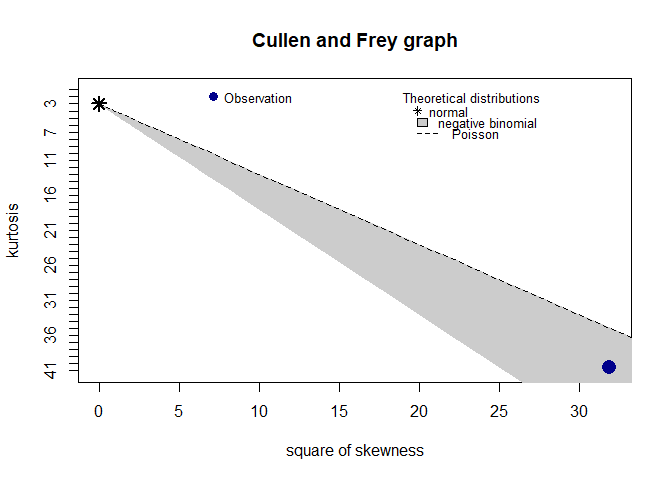 Cullen and Frey graph
Observation
Theoretical distributions
normal
negative binomial
Poisson
kurtosis
3
7
11
16
21
26
31
36
41
0
5
10
15
20
25
30
square of skewness